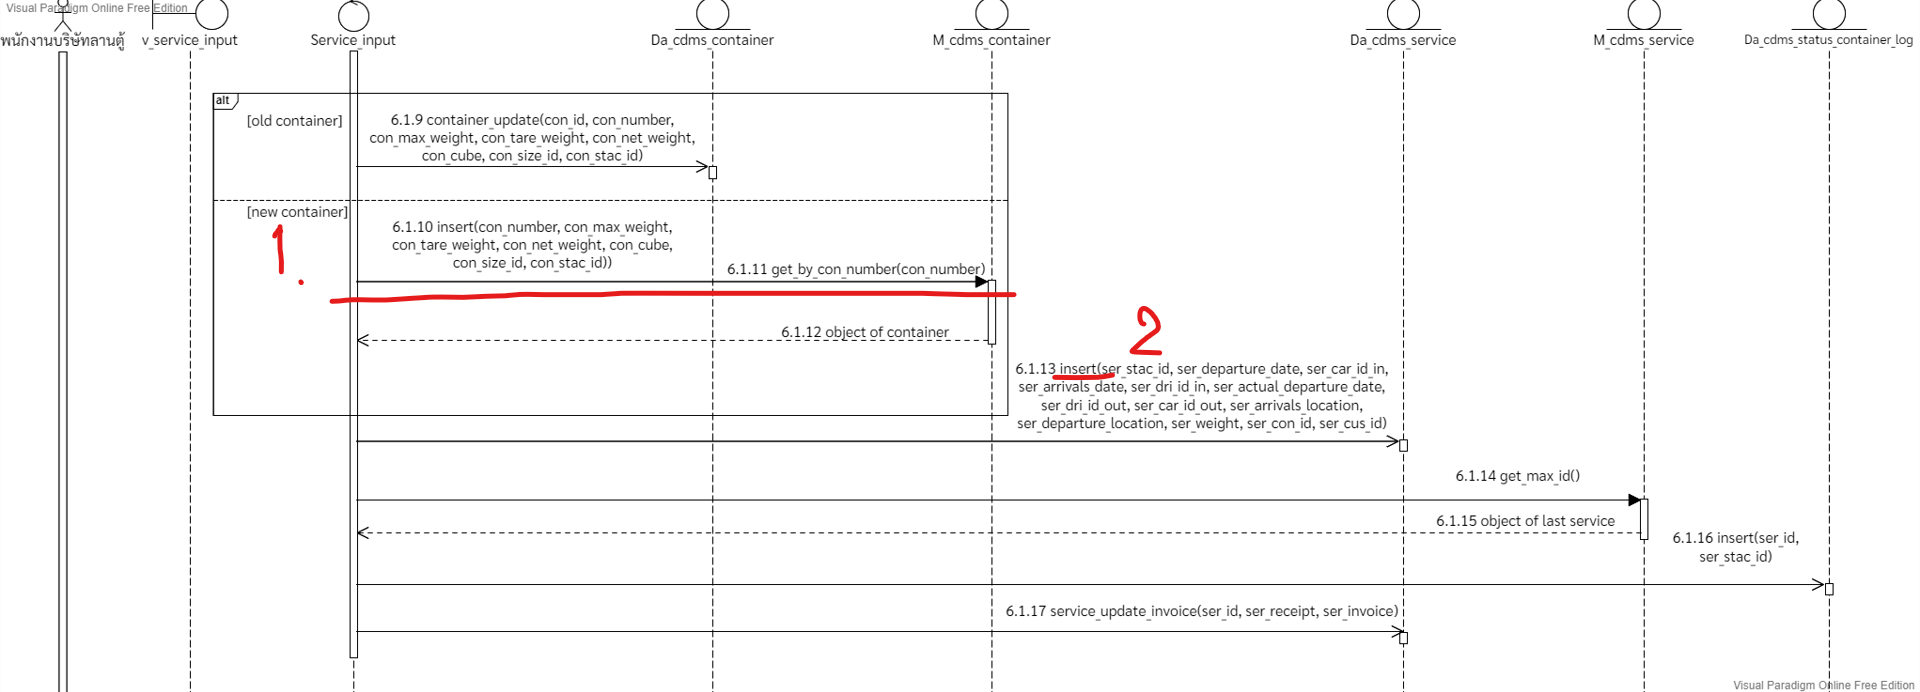 Visual Paradigm Online Free Edition
พนักงานบริษัทลานตู้
v_service_input
Service_input
Da_cdms_container
M_cdms_container
Da_cdms_service
M_cdms_service
Da_cdms_status_container_log
alt
[old container]
6.1.9 container_update(con_id, con_number,
con_max_weight, con_tare_weight, con_net_weight,
con_cube, con_size_id, con_stac_id)
[new container]
1.
6.1.10 insert(con_number, con_max_weight,
con_tare_weight, con_net_weight, con_cube,
con_size_id, con_stac_id))
6.1.11 get_by_con_number(con_number)
6.1.12 object of container
2
6.1.13 insert(ser_stac_id, ser_departure_date, ser_car_id_in,
ser_arrivals_date, ser_dri_id_in, ser_actual_departure_date,
ser_dri_id_out, ser_car_id_out, ser_arrivals_location,
ser_departure_location, ser_weight, ser_con_id, ser_cus_id)
6.1.14 get_max_id()
6.1.15 object of last service
6.1.16 insert(ser_id,
ser_stac_id)
6.1.17 service_update_invoice(ser_id, ser_receipt, ser_invoice)
Visual Paradigm Online Free Edition